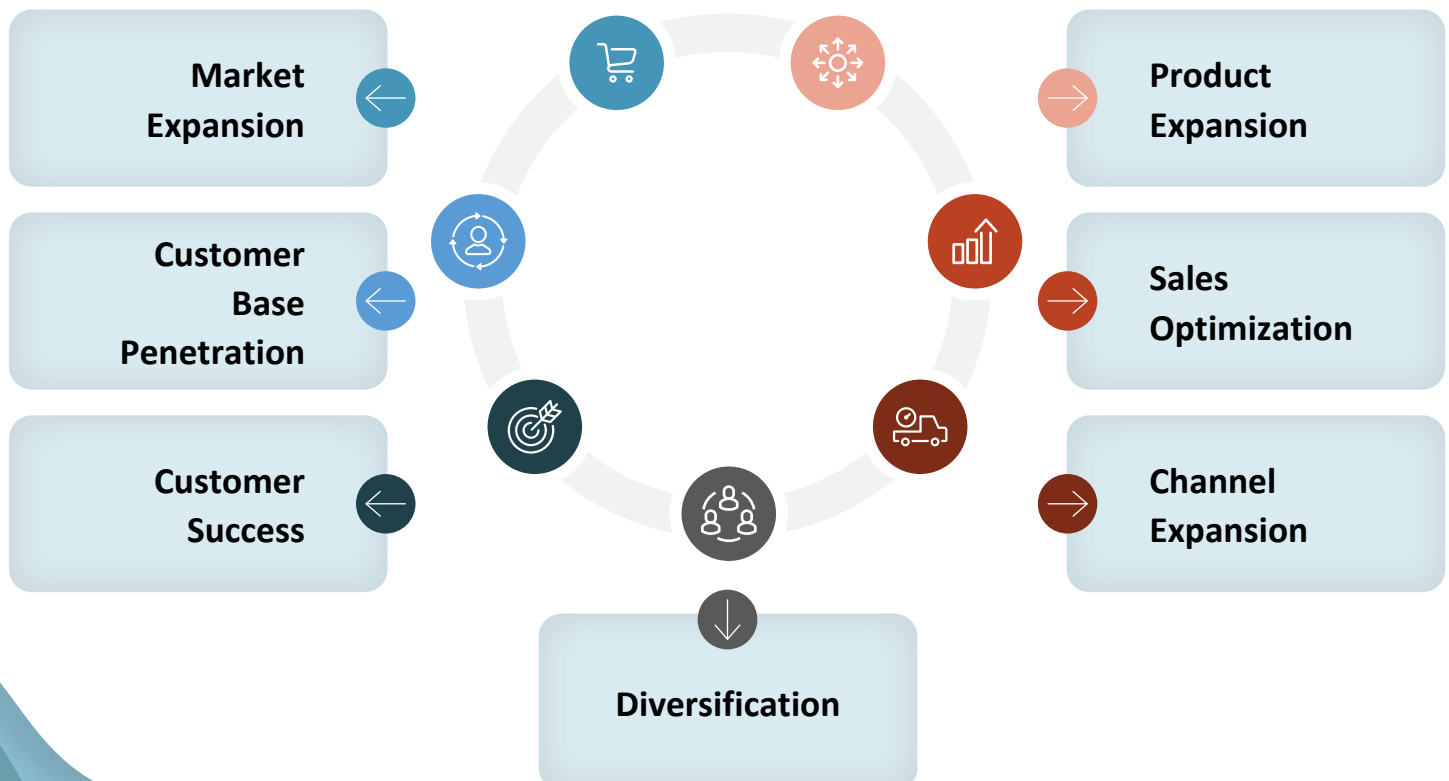 Market
Expansion
Product
Expansion
Customer
Base
Penetration
Sales
Optimization
Customer
Success
Channel
Expansion
Diversification